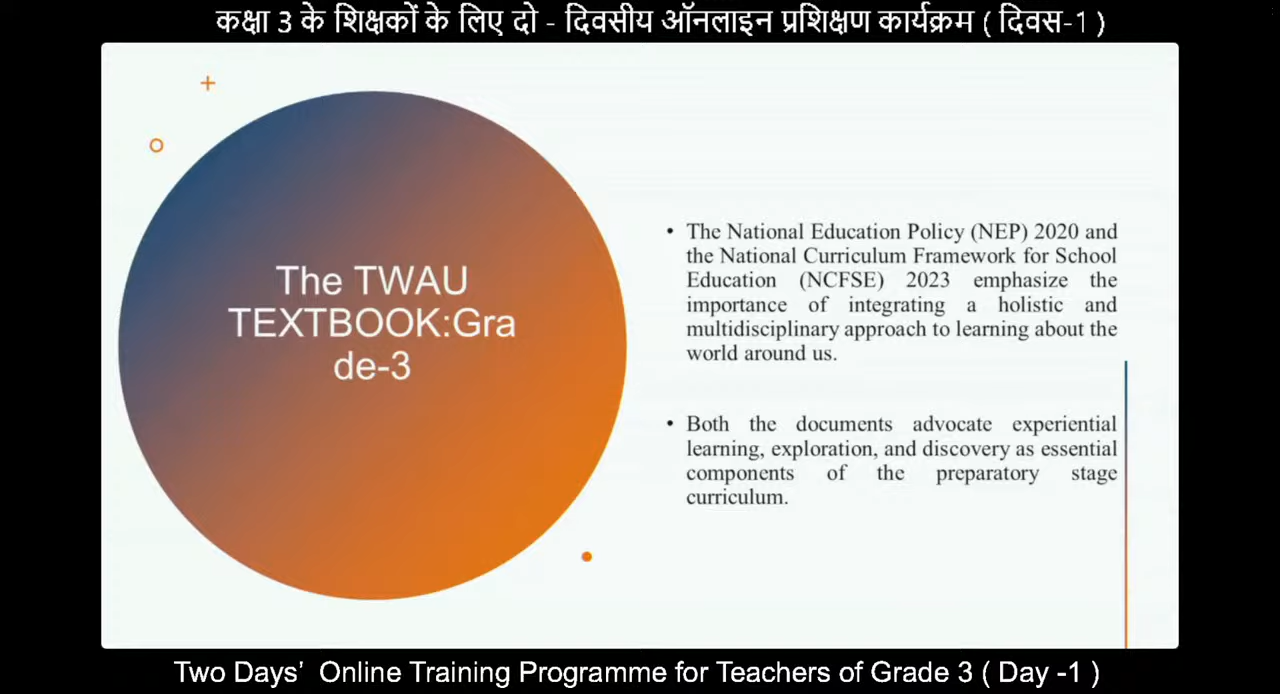 कक्षा 3 के शिक्षकों के लिए दो - दिवसीय ऑनलाइन प्रशिक्षण कार्यक्रम ( दिवस-1 )
The TWAU
TEXTBOOK:Gra
de-3
• The National Education Policy (NEP) 2020 and
the National Curriculum Framework for School
Education (NCFSE) 2023 emphasize the
importance of integrating a holistic and
multidisciplinary approach to learning about the
world around us.
• Both the documents advocate experiential
learning, exploration, and discovery as essential
components of the preparatory stage
curriculum.
Two Days’ Online Training Programme for Teachers of Grade 3 ( Day -1 )